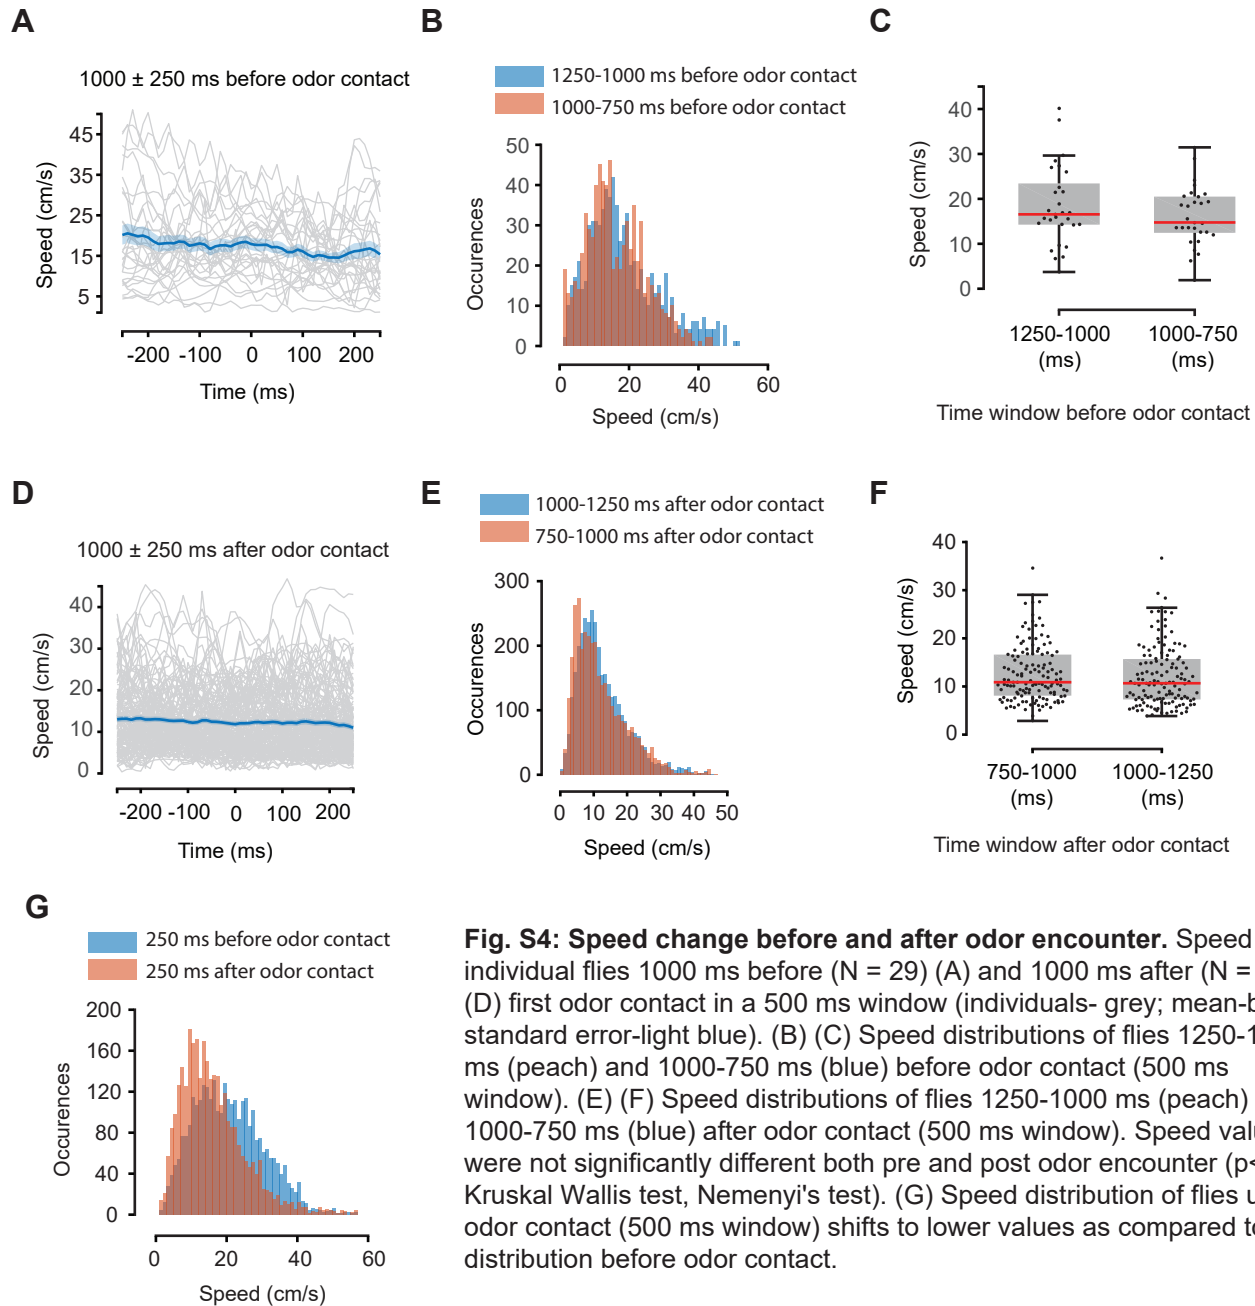 A
1000 ± 250 ms before odor contact
Speed (cm/s)
45
35
25
15
5
-200 -100 0 100 200
Time (ms)
B
1250-1000 ms before odor contact
1000-750 ms before odor contact
Occurences
50
40
30
20
10
0
0 20 40 60
Speed (cm/s)
C
Speed (cm/s)
40
30
20
10
0
1250-1000 1000-750
(ms) (ms)
Time window before odor contact
D
1000 ± 250 ms after odor contact
Speed (cm/s)
40
30
20
10
0
-200 -100 0 100 200
Time (ms)
E
1000-1250 ms after odor contact
750-1000 ms after odor contact
Occurences
300
200
100
0
0 10 20 30 40 50
Speed (cm/s)
F
Speed (cm/s)
40
30
20
10
0
750-1000 1000-1250
(ms) (ms)
Time window after odor contact
G
250 ms before odor contact
250 ms after odor contact
Occurences
200
160
120
80
40
0
0 20 40 60
Speed (cm/s)
Fig. S4: Speed change before and after odor encounter. Speed
individual flies 1000 ms before (N = 29) (A) and 1000 ms after (N =
(D) first odor contact in a 500 ms window (individuals- grey; mean-
standard error-light blue). (B) (C) Speed distributions of flies
ms (peach) and 1000-750 ms (blue) before odor contact (500 ms
window). (E) (F) Speed distributions of flies 1250-1000 ms (peach)
1000-750 ms (blue) after odor contact (500 ms window). Speed
were not significantly different both pre and post odor encounter
Kruskal Wallis test, Nemenyi's test). (G) Speed distribution of flies
odor contact (500 ms window) shifts to lower values as compared
distribution before odor contact.